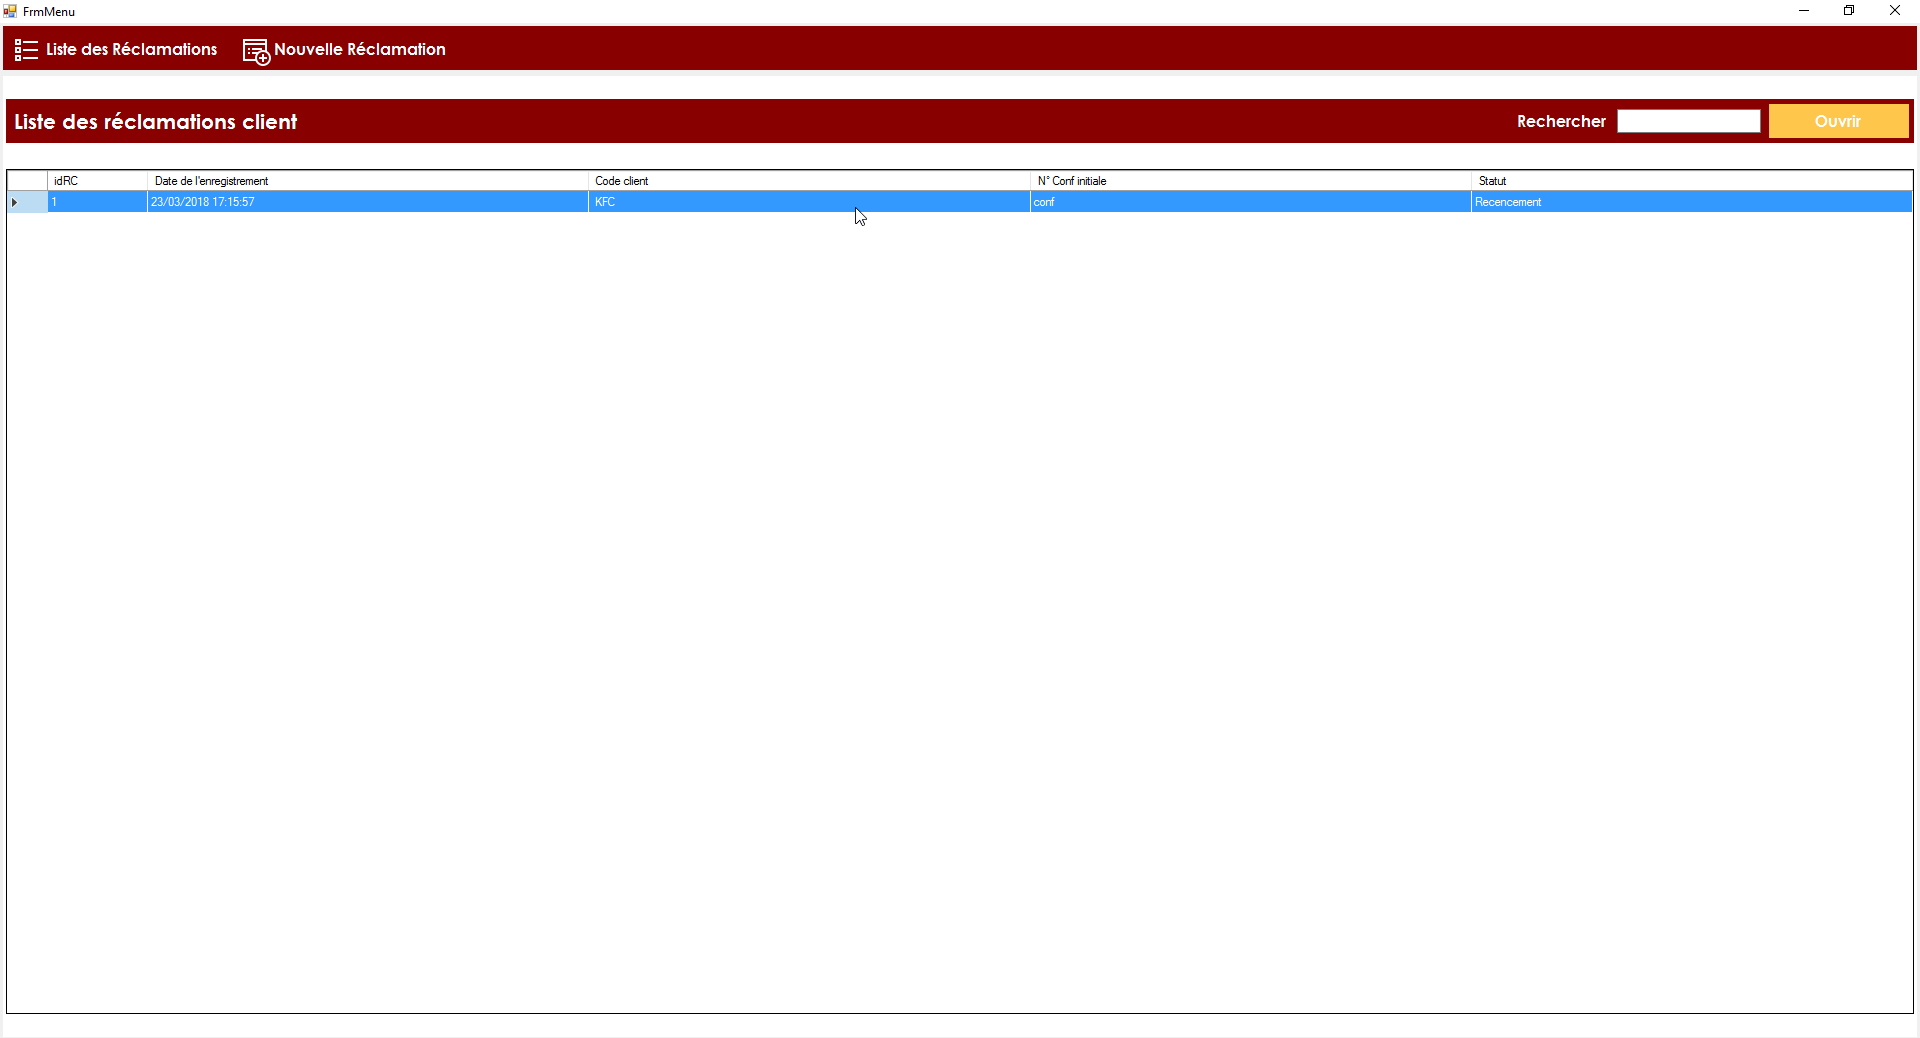 FrmMenu
Liste des Réclamations Nouvelle Réclamation
Liste des réclamations client Rechercher Ouvrir
idRC Date de l'enregistrement Code client N° Conf initiale Statut
1 23/03/2018 17:15:57 KFC conf Recencement